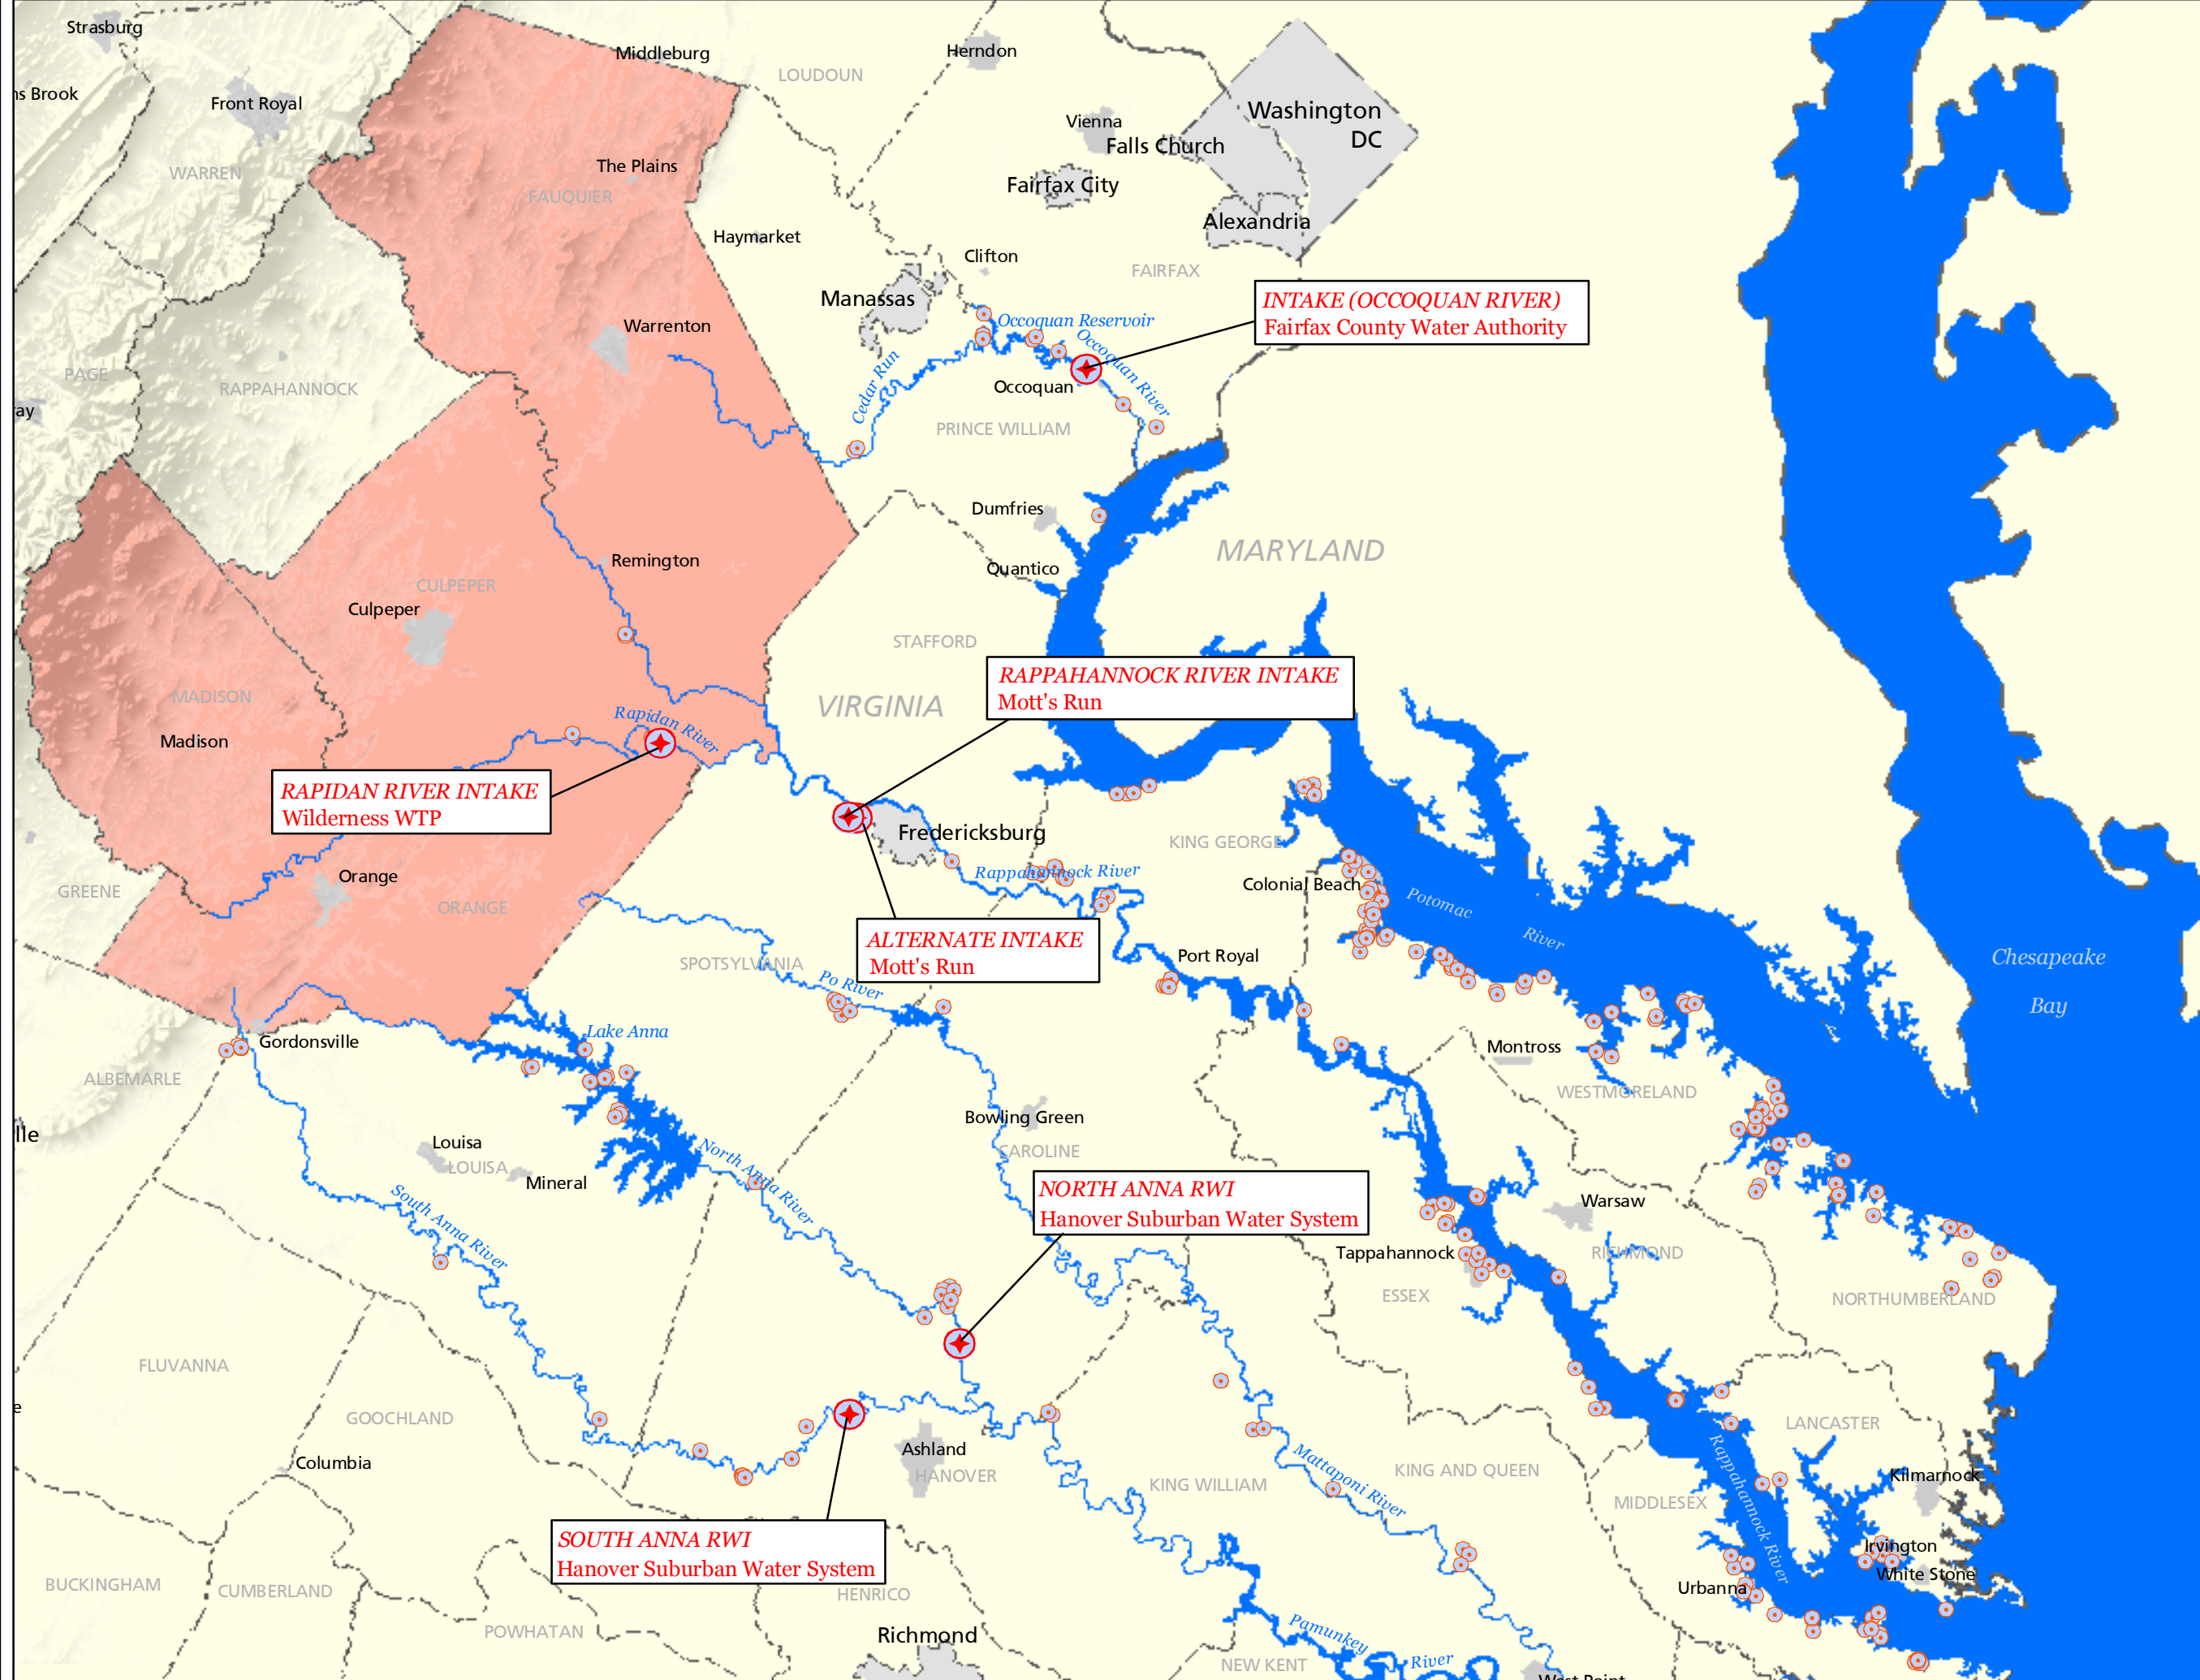 Strasburg
Middleburg
LOUDOUN
Herndon
ns Brook
Front Royal
Washington
DC
Vienna
Falls Church
The Plains
WARREN
FAUQUIER
Fairfax City
Alexandria
Haymarket
Clifton
FAIRFAX
Manassas
INTAKE (OCCOQUAN RIVER)
Fairfax County Water Authority
Occoquan Reservoir
Occoquan River
Warrenton
Cedar Run
Occoquan
PAGE
RAPPAHANNOCK
ray
PRINCE WILLIAM
Dumfries
MARYLAND
Remington
Quantico
CULPEPER
Culpeper
STAFFORD
RAPPAHANNOCK RIVER INTAKE
Mott's Run
VIRGINIA
MADISON
Rapidan River
Madison
RAPIDAN RIVER INTAKE
Wilderness WTP
Fredericksburg
KING GEORGE
Rappahannock River
Orange
Colonial Beach
GREENE
ORANGE
Potomac
River
ALTERNATE INTAKE
Mott's Run
Port Royal
SPOTSYLVANIA
Po River
Chesapeake
Bay
Lake Anna
Gordonsville
Montross
ALBEMARLE
WESTMORELAND
Bowling Green
lle
Louisa
LOUISA
CAROLINE
Mineral
North Anna River
NORTH ANNA RWI
Hanover Suburban Water System
South Anna River
Warsaw
Tappahannock
RICHMOND
ESSEX
NORTHUMBERLAND
FLUVANNA
e
GOOCHLAND
LANCASTER
Ashland
HANOVER
Columbia
Rappahannock River
Mattaponi River
KING WILLIAM
KING AND QUEEN
Kilmarnock
MIDDLESEX
SOUTH ANNA RWI
Hanover Suburban Water System
Irvington
White Stone
BUCKINGHAM
CUMBERLAND
HENRICO
Urbanna
POWHATAN
Richmond
Pamunkey
River
NEW KENT
West Point